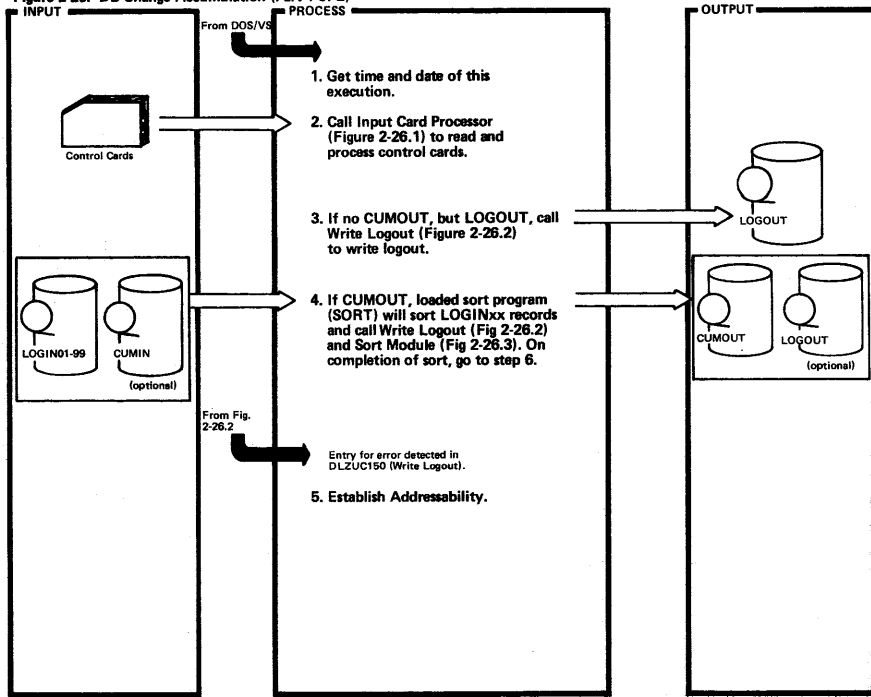 INPUT
PROCESS
OUTPUT
From DOS/VS
1. Get time and date of this
execution.
2. Call Input Card Processor
(Figure 2-26.1) to read and
process control cards.
Control Cards
3. If no CUMOUT, but LOGOUT, call
Write Logout (Figure 2-26.2)
to write logout.
LOGOUT
4. If CUMOUT, loaded sort program
(SORT) will sort LOGINxx records
and call Write Logout (Fig 2-26.2)
and Sort Module (Fig 2-26.3). On
completion of sort, go to step 6.
LOGIN01-99
CUMIN
(optional)
CUMOUT
LOGOUT
(optional)
From Fig.
2-26.2
Entry for error detected in
DLZUC150 (Write Logout).
5. Establish Addressability.